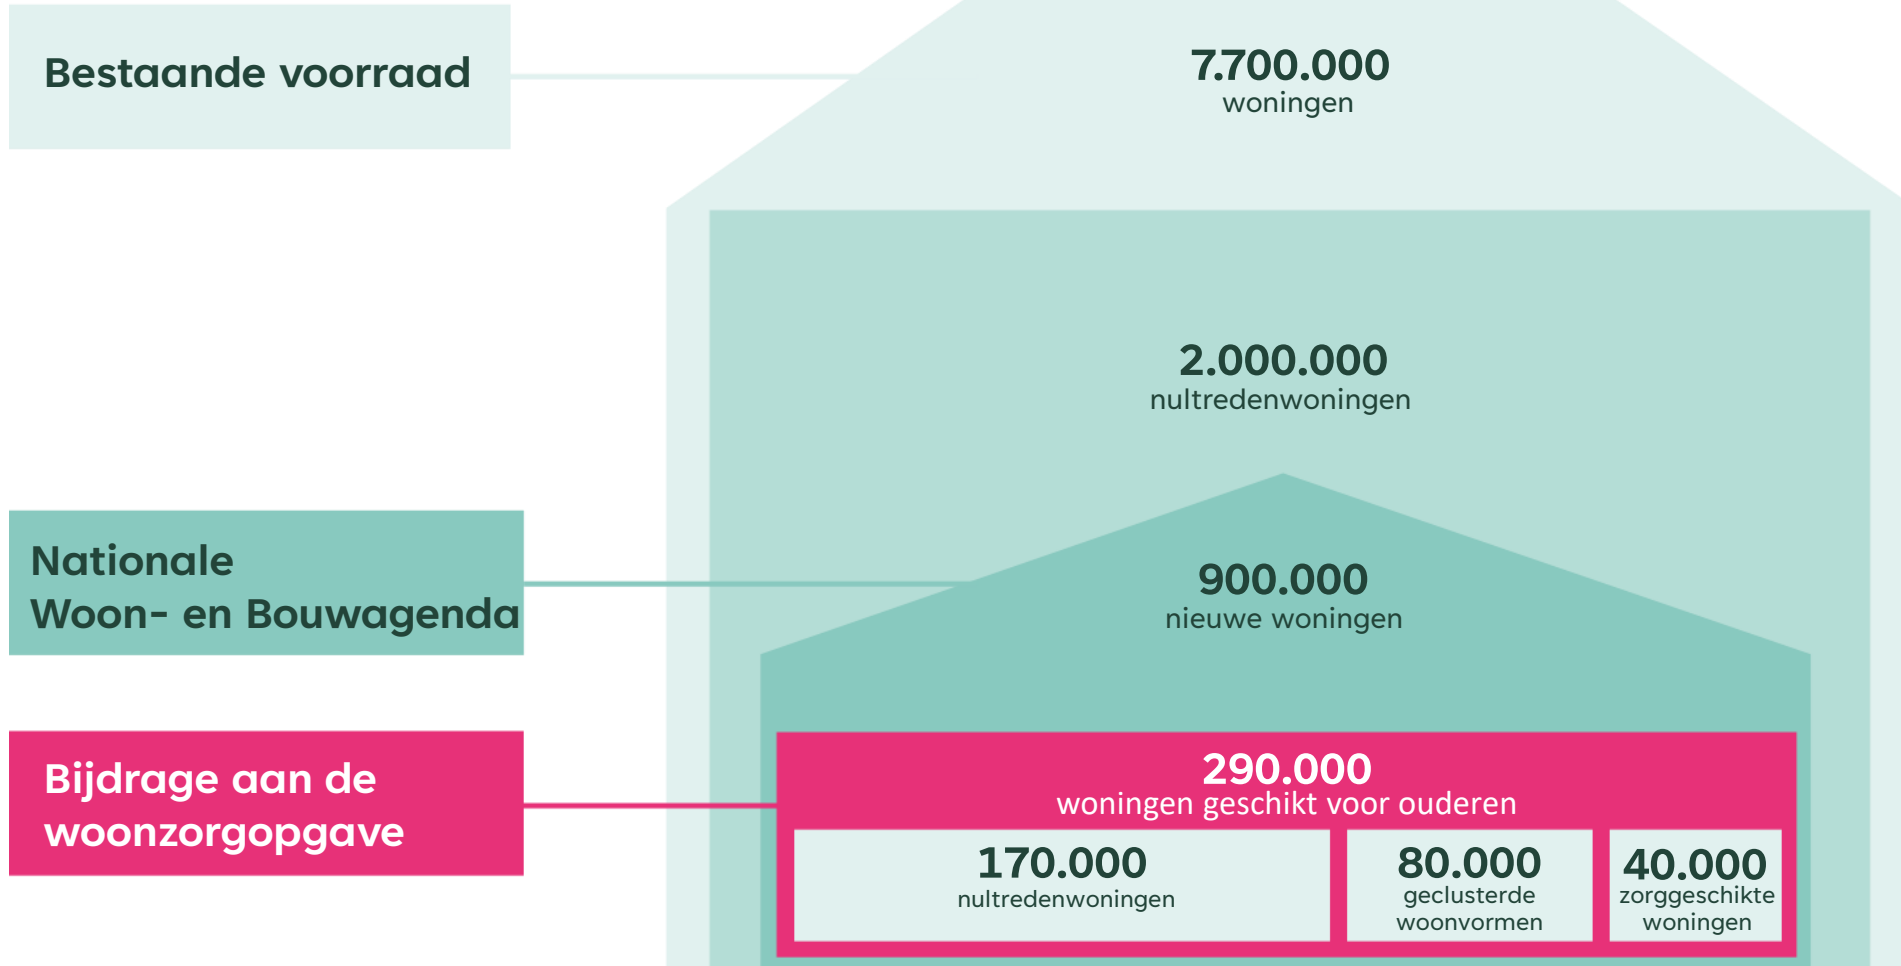 Bestaande voorraad
7.700.000
woningen
2.000.000
nultredenwoningen
Nationale
Woon- en Bouwagenda
900.000
nieuwe woningen
Bijdrage aan de
woonzorgopgave
290.000
woningen geschikt voor ouderen
170.000
nultredenwoningen
80.000
geclusterde
woonvormen
40.000
zorggeschikte
woningen